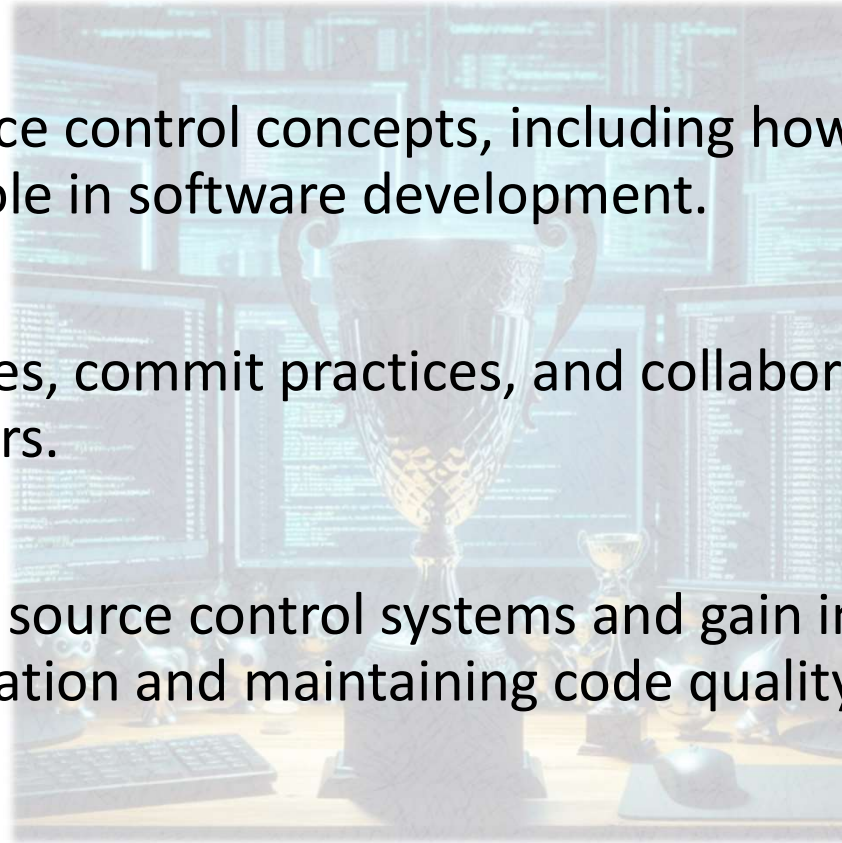 ce control concepts, including how
ole in software development.
es, commit practices, and collabor
rs.
source control systems and gain in
ation and maintaining code quality